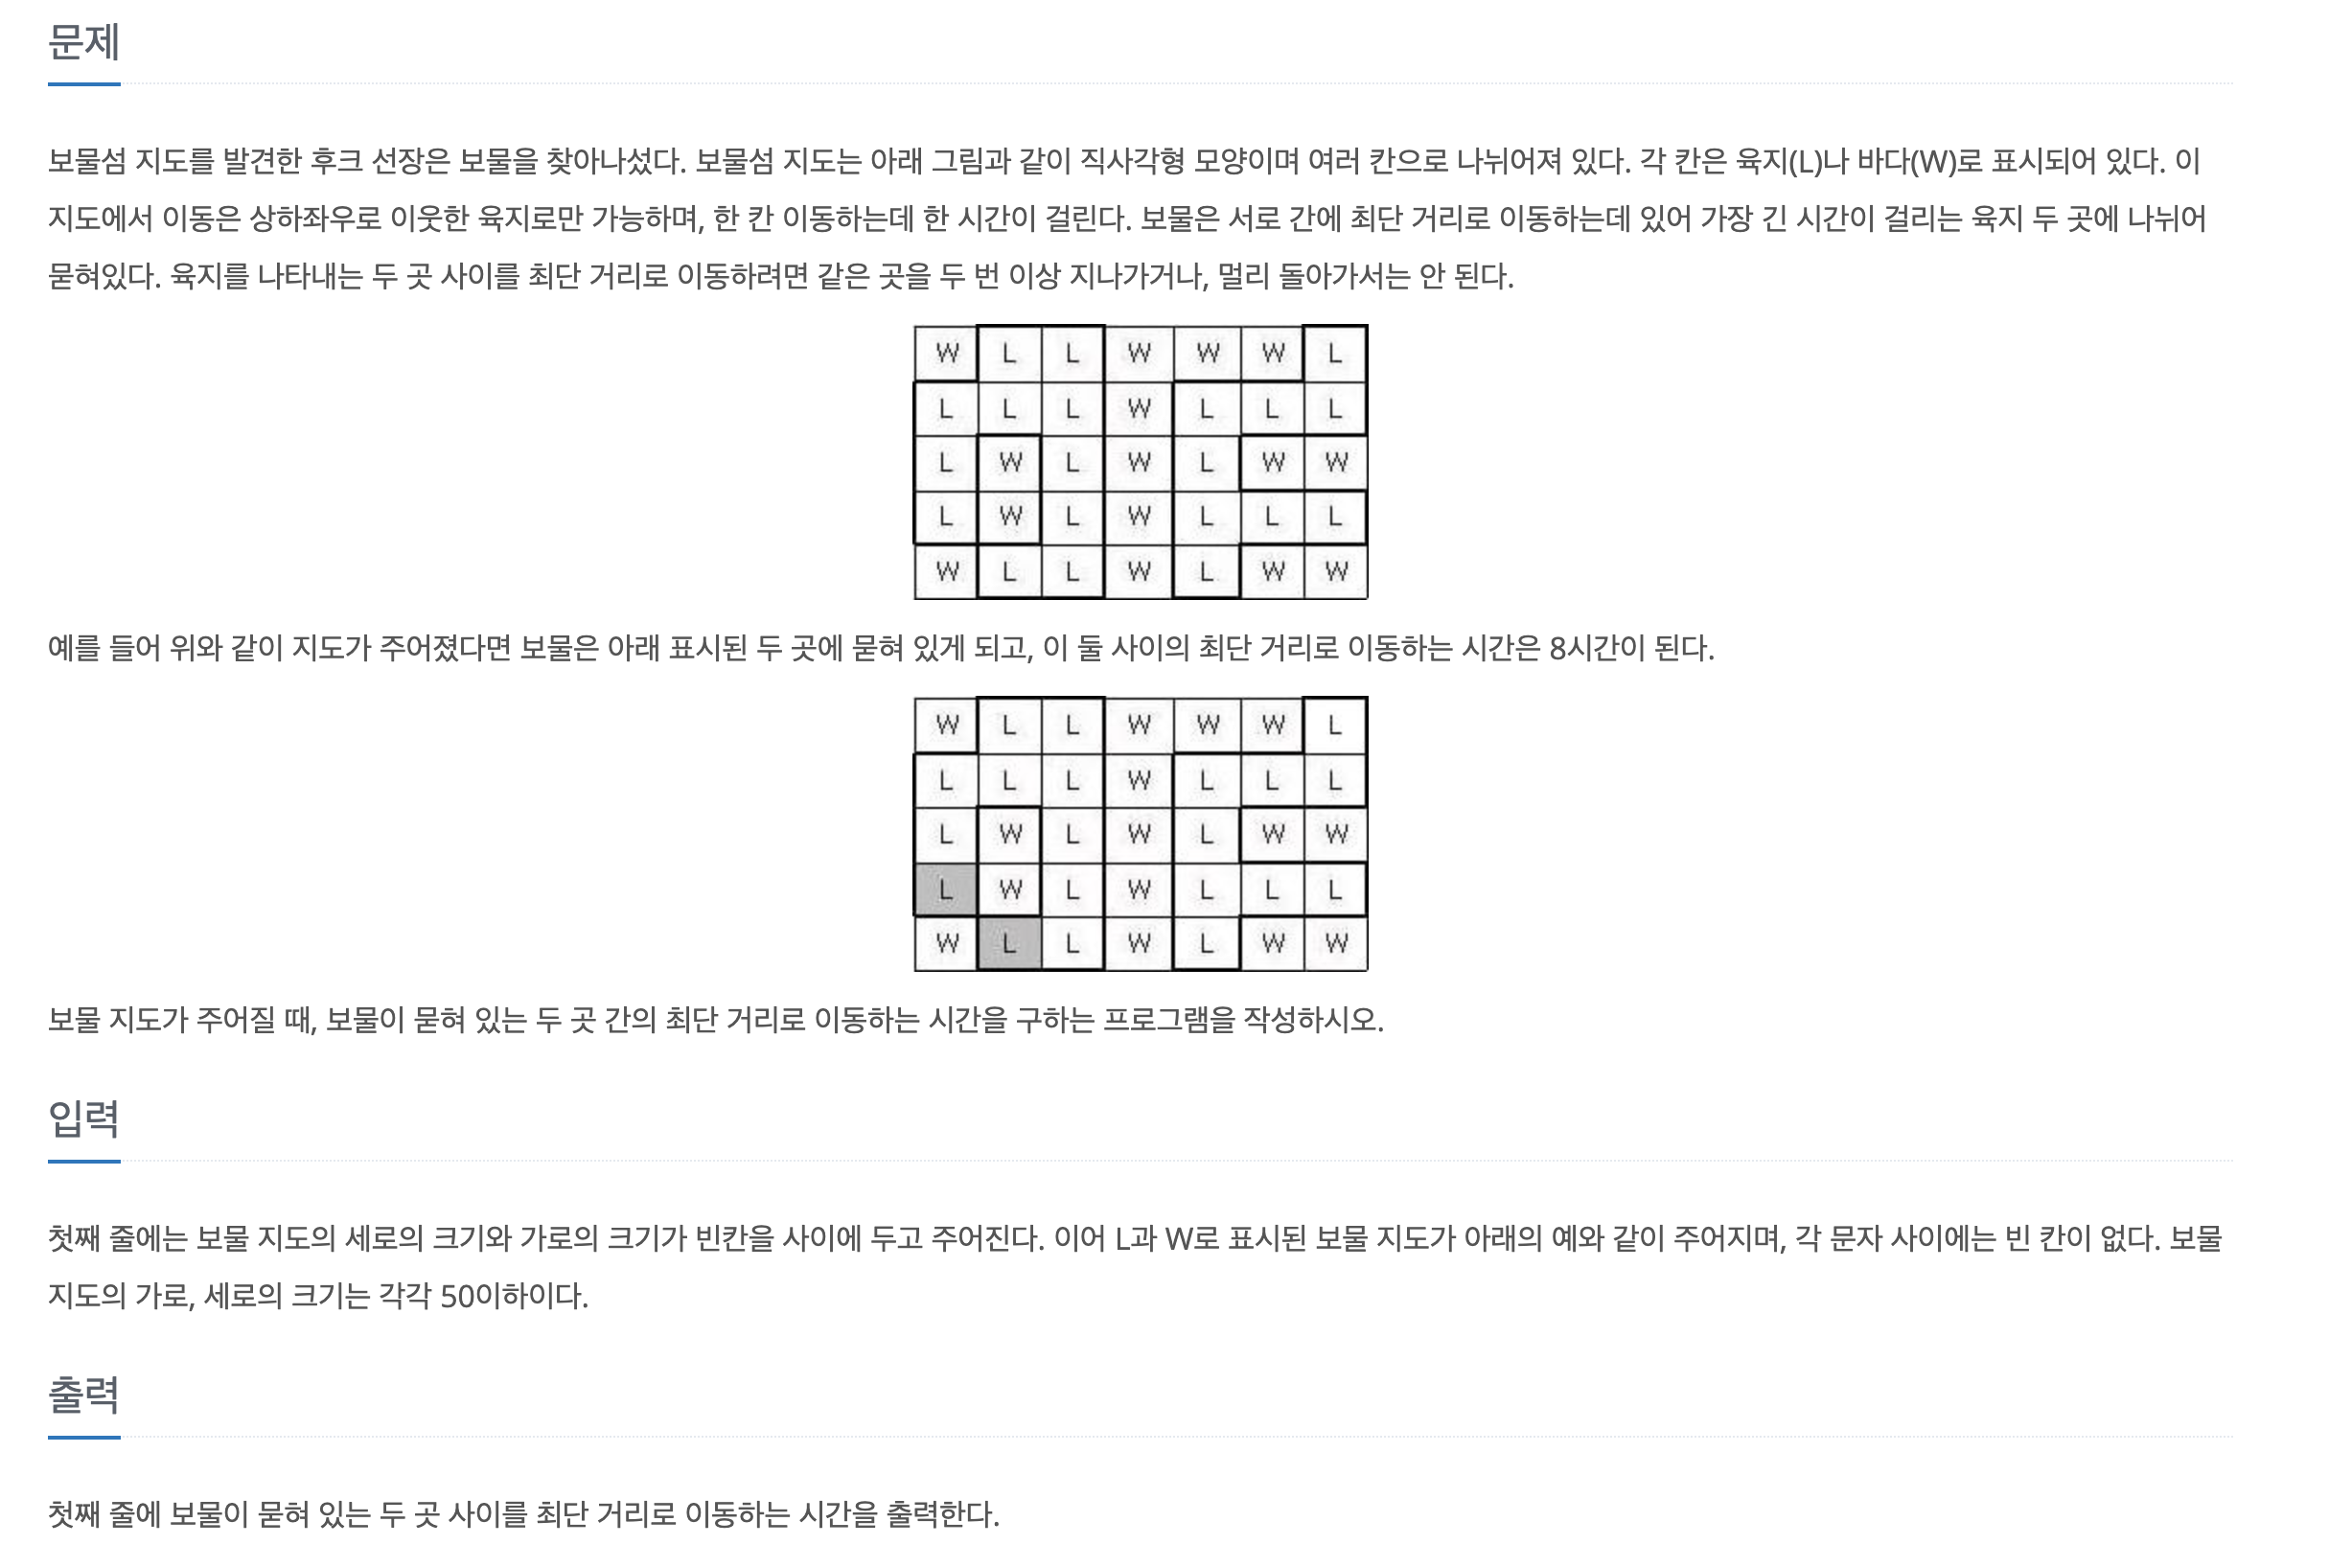 문제
보물섬 지도를 발견한 후크 선장은 보물을 찾아나섰다. 보물섬 지도는 아래 그림과 같이 직사각형 모양이며 여러 칸으로 나뉘어져 있다. 각 칸은 육지(L)나 바다(W)로 표시되어 있다. 이
지도에서 이동은 상하좌우로 이웃한 육지로만 가능하며, 한 칸 이동하는데 한 시간이 걸린다. 보물은 서로 간에 최단 거리로 이동하는데 있어 가장 긴 시간이 걸리는 육지 두 곳에 나뉘어
묻혀있다. 육지를 나타내는 두 곳 사이를 최단 거리로 이동하려면 같은 곳을 두 번 이상 지나가거나, 멀리 돌아가서는 안 된다.
W L L W W W L
L L L W L L L
L W L W L W W
L W L W L L L
W L L W L W W
예를 들어 위와 같이 지도가 주어졌다면 보물은 아래 표시된 두 곳에 묻혀 있게 되고, 이 둘 사이의 최단 거리로 이동하는 시간은 8시간이 된다.
W L L W W W L
L L L W L L L
L W L W L W W
L W L W L L L
W L L W L W W
보물 지도가 주어질 때, 보물이 묻혀 있는 두 곳 간의 최단 거리로 이동하는 시간을 구하는 프로그램을 작성하시오.
입력
첫째 줄에는 보물 지도의 세로의 크기와 가로의 크기가 빈칸을 사이에 두고 주어진다. 이어 L과 W로 표시된 보물 지도가 아래의 예와 같이 주어지며, 각 문자 사이에는 빈 칸이 없다. 보물
지도의 가로, 세로의 크기는 각각 50이하이다.
출력
첫째 줄에 보물이 묻혀 있는 두 곳 사이를 최단 거리로 이동하는 시간을 출력한다.